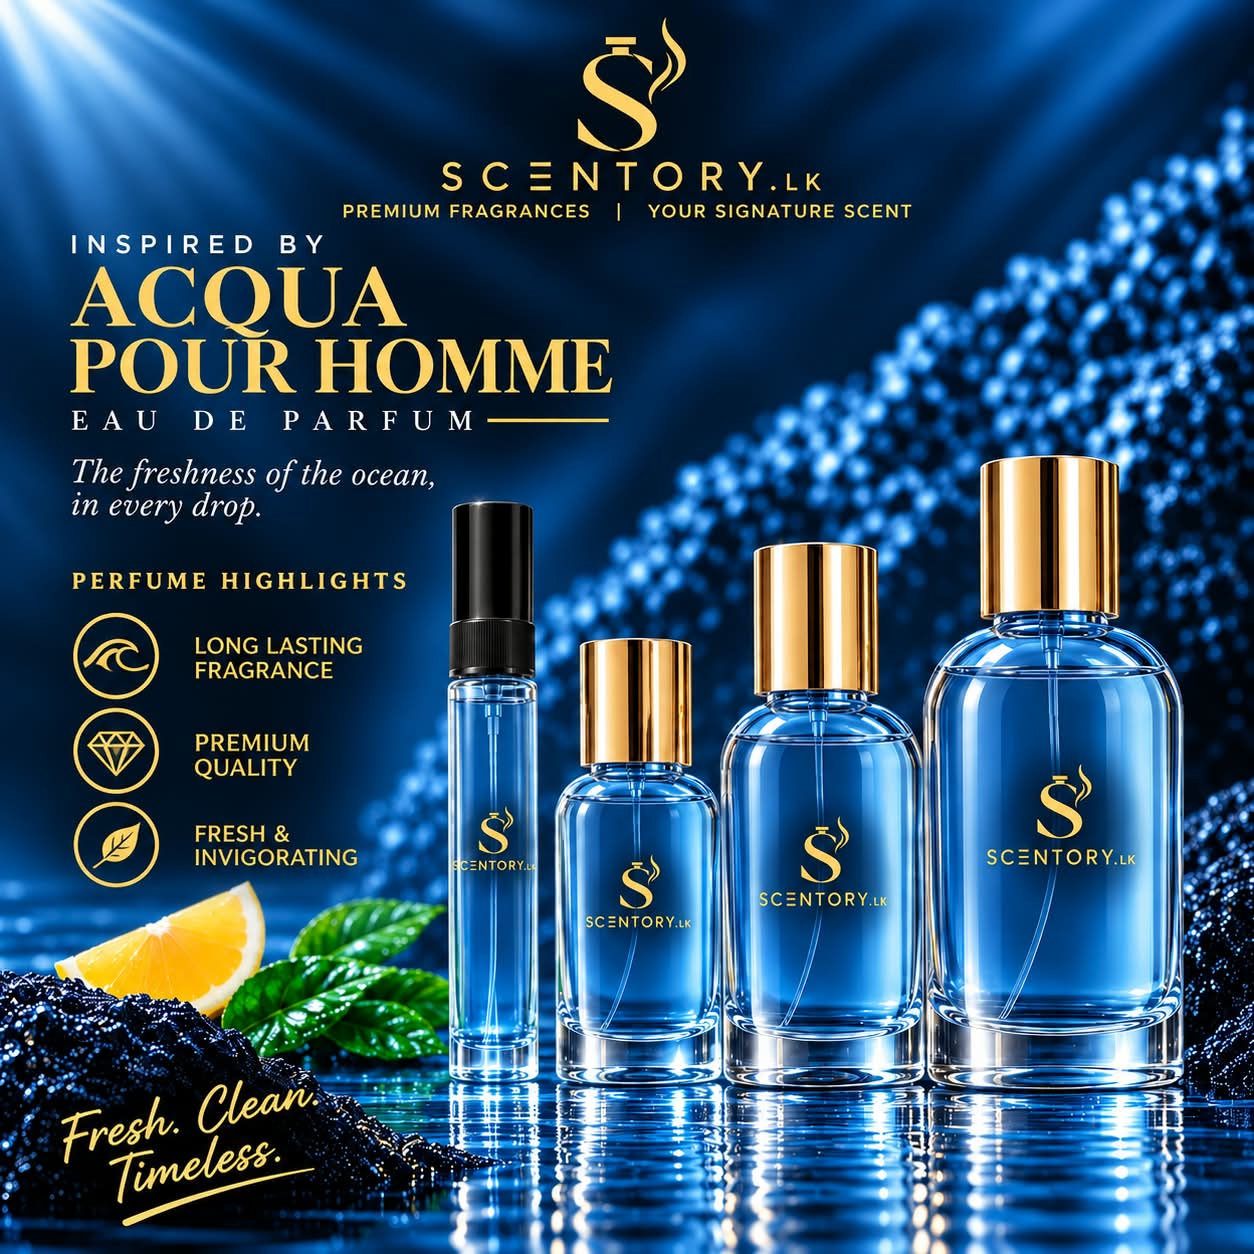 SCENTORY.LK
PREMIUM FRAGRANCES | YOUR SIGNATURE SCENT
INSPIRED BY
ACQUA
POUR HOMME
EAU DE PARFUM
The freshness of the ocean,
in every drop.
PERFUME HIGHLIGHTS
LONG LASTING
FRAGRANCE
PREMIUM
QUALITY
FRESH &
INVIGORATING
SCENTORY.LK
SCENTORY.LK
SCENTORY.LK
SCENTORY.LK
Fresh. Clean.
Timeless.